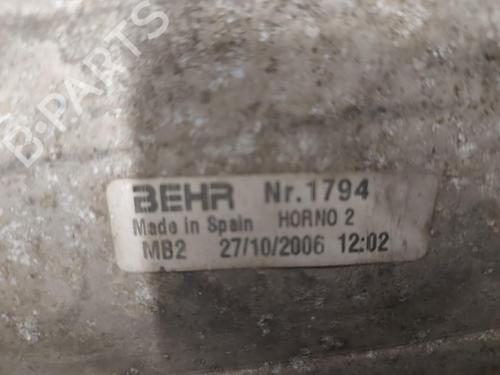 B-PARTS
BEHR Nr.1794
Made in Spain HORNO 2
MB2 27/10/2006 12:02